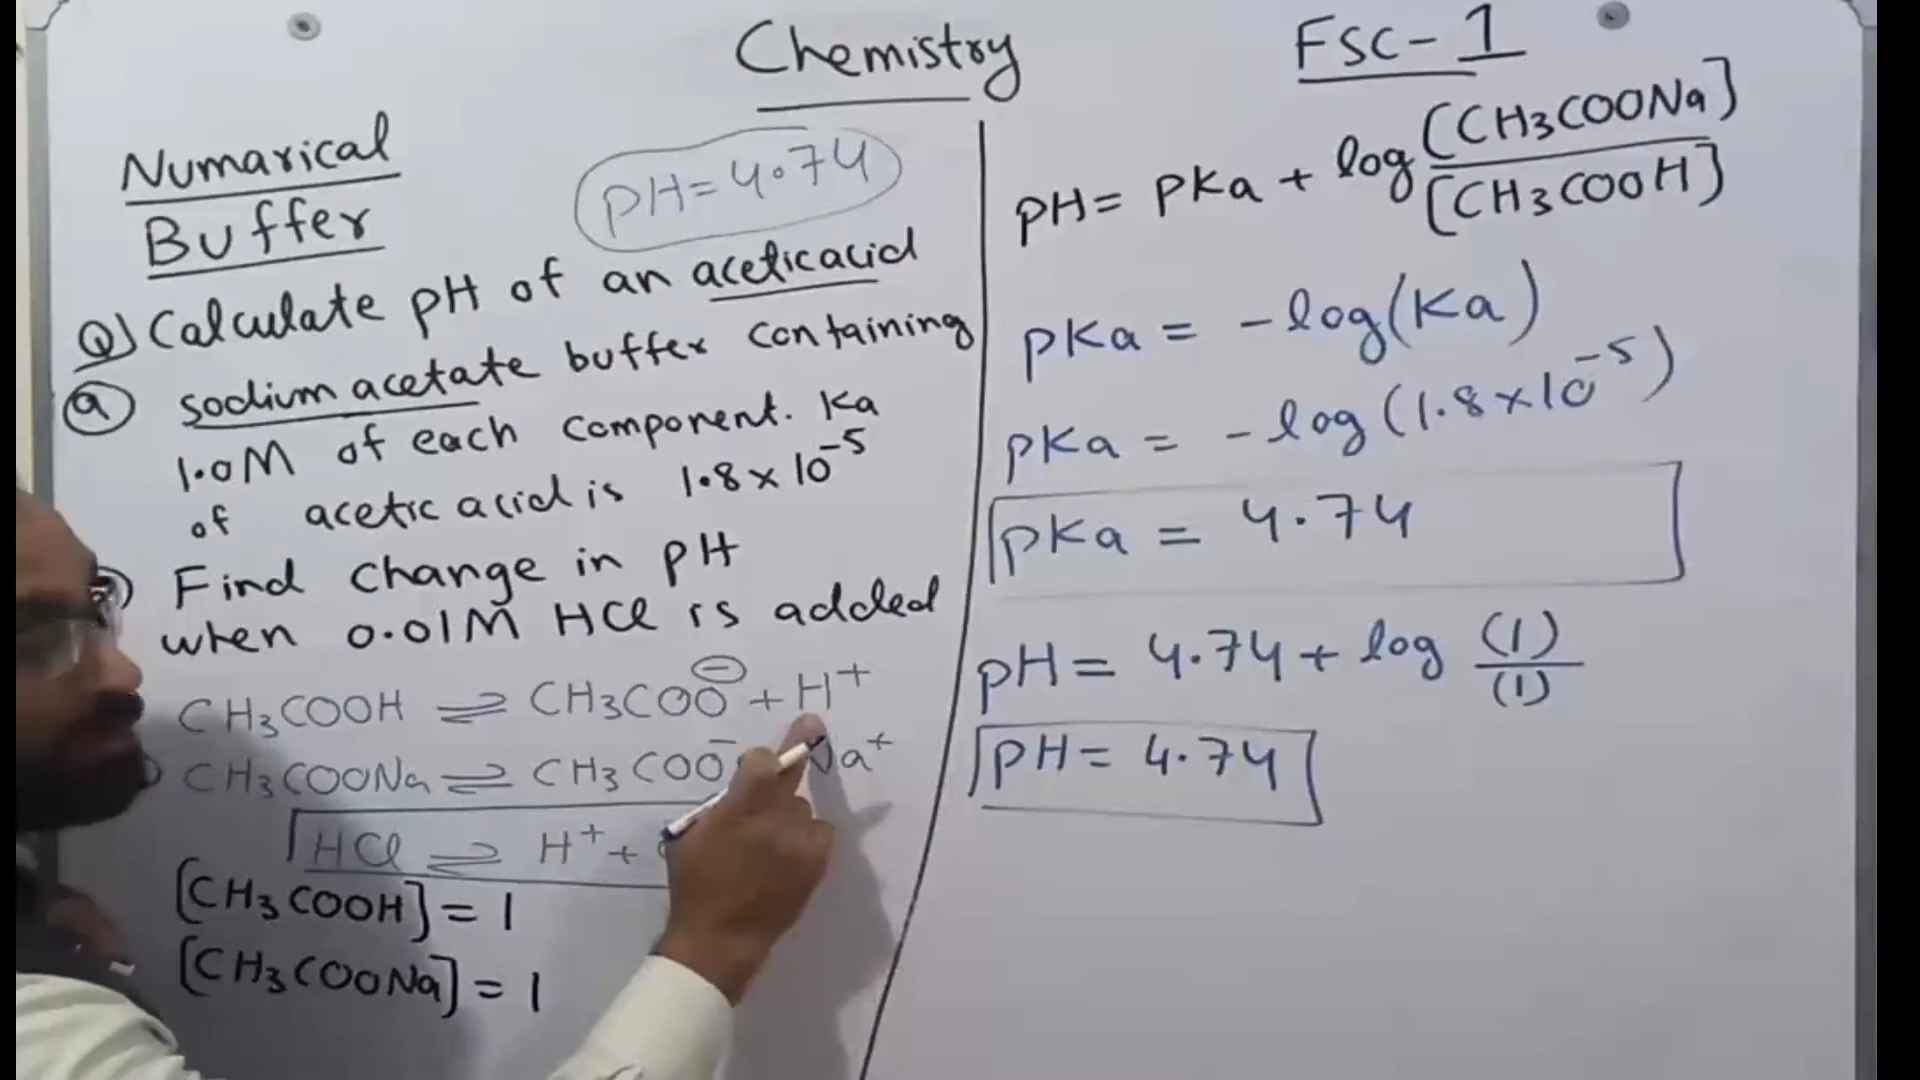 Chemistry
Fsc-1
Numarical
Buffer
pH=4.74
Q) Calculate pH of an aceticacid
a sodium acetate buffer containing
1.0M of each component. Ka
of acetic acid is 1.8×10⁻⁵
Find change in pH
when 0.01M HCl is added
CH₃COOH ⇌ CH₃COO⁻ + H⁺
CH₃COONa ⇌ CH₃COO⁻ Na⁺
HCl ⇌ H⁺ +
[CH₃COOH] = 1
[CH₃COONa] = 1
pH = PKa + log [CH₃COONa]/[CH₃COOH]
pKa = -log(Ka)
pKa = -log(1.8×10⁻⁵)
pKa = 4.74
pH = 4.74 + log (1)/(1)
pH = 4.74